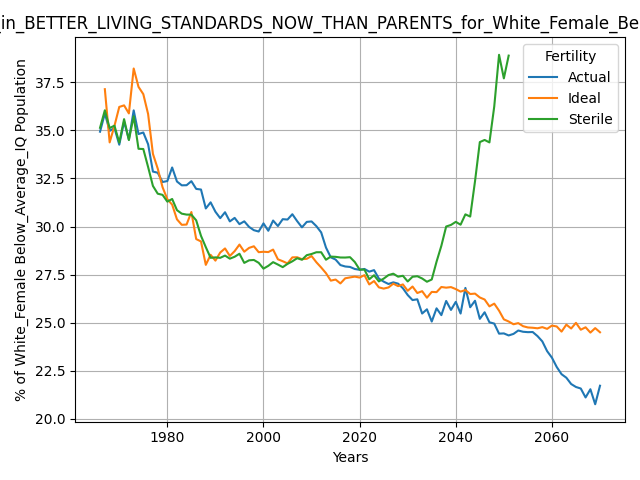 _in_BETTER_LIVING_STANDARDS_NOW_THAN_PARENTS_for_White_Female_Be
% of White_Female Below_Average_IQ Population
37.5
35.0
32.5
30.0
27.5
25.0
22.5
20.0
Fertility
Actual
Ideal
Sterile
1980
2000
2020
2040
2060
Years